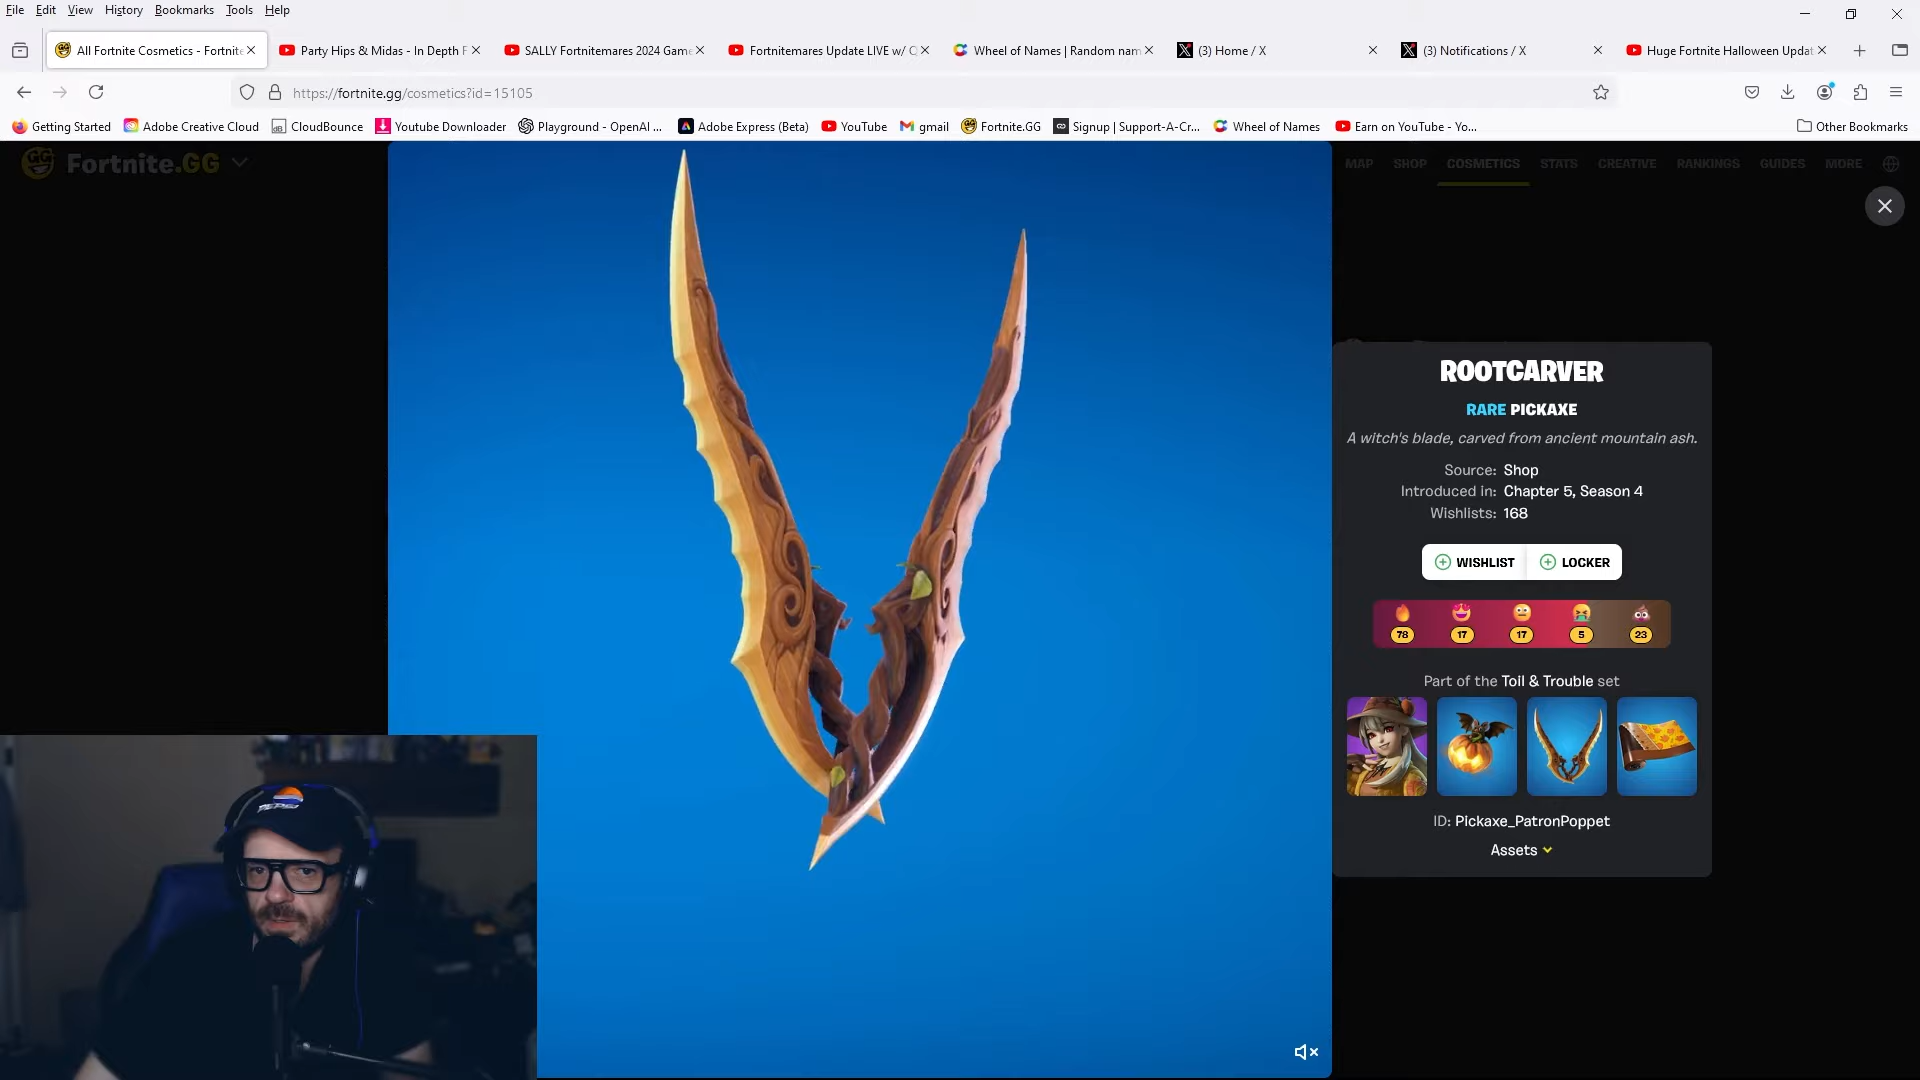 File Edit View History Bookmarks Tools Help
All Fortnite Cosmetics - Fortnite
Party Hips & Midas - In Depth F
SALLY Fortnitemares 2024 Game
Fortnitemares Update LIVE w/ C
Wheel of Names | Random nam
(3) Home / X
(3) Notifications / X
Huge Fortnite Halloween Updat
https://fortnite.gg/cosmetics?id=15105
Getting Started Adobe Creative Cloud CloudBounce Youtube Downloader Playground - OpenAI ... Adobe Express (Beta) YouTube gmail Fortnite.GG Signup | Support-A-Cr... Wheel of Names Earn on YouTube - Yo... Other Bookmarks
Fortnite.GG
MAP SHOP COSMETICS STATS CREATIVE RANKINGS GUIDES MORE
ROOTCARVER
RARE PICKAXE
A witch's blade, carved from ancient mountain ash.
Source: Shop
Introduced in: Chapter 5, Season 4
Wishlists: 168
WISHLIST LOCKER
78 17 17 5 23
Part of the Toil & Trouble set
ID: Pickaxe_PatronPoppet
Assets